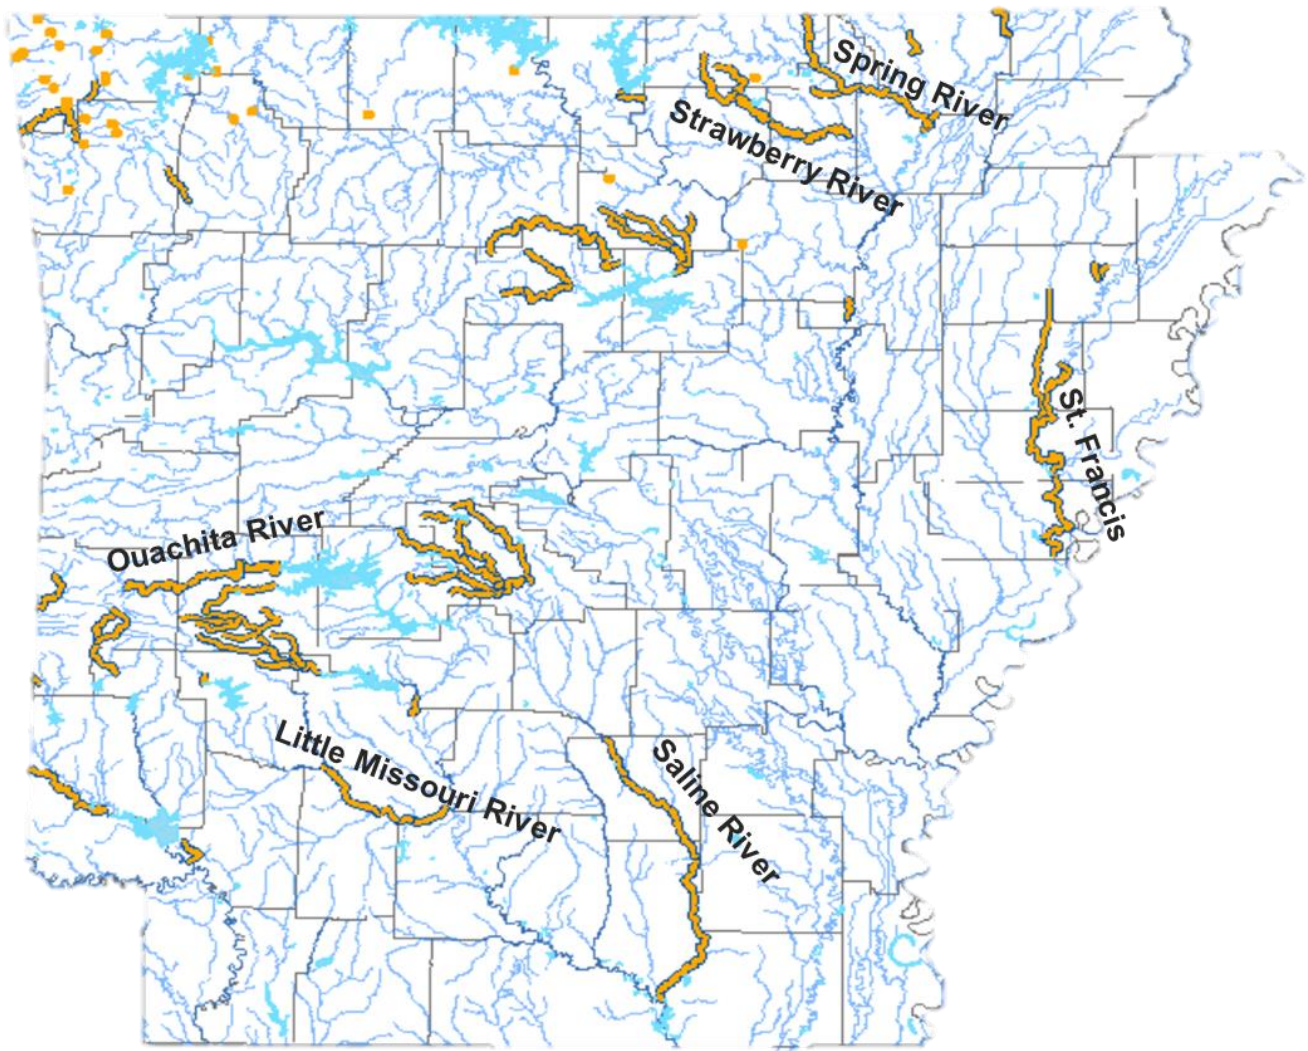 Spring River
Strawberry River
St. Francis
Ouachita River
Little Missouri River
Saline River